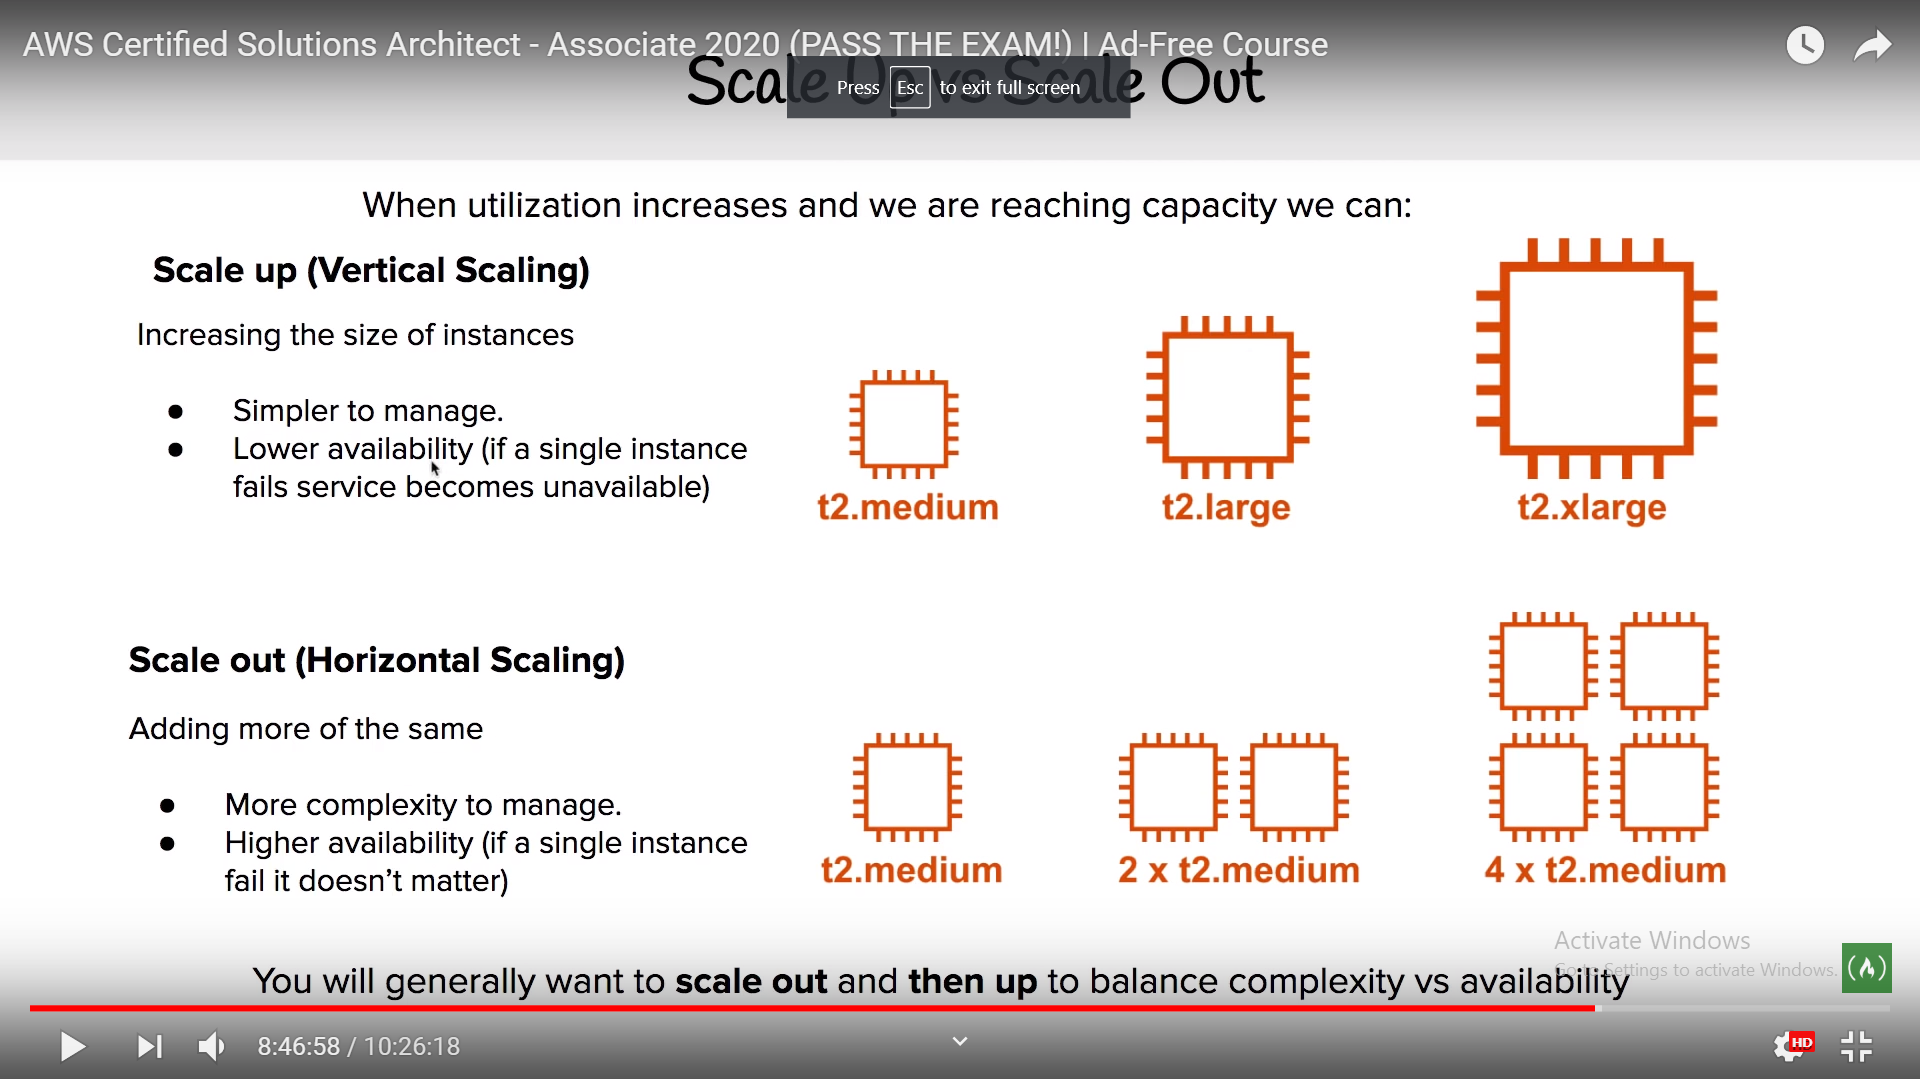 AWS Certified Solutions Architect - Associate 2020 (PASS THE EXAM!) | Ad-Free Course
Scale Up vs Scale Out
Press Esc to exit full screen
When utilization increases and we are reaching capacity we can:
Scale up (Vertical Scaling)
Increasing the size of instances
● Simpler to manage.
● Lower availability (if a single instance
fails service becomes unavailable)
t2.medium
t2.large
t2.xlarge
Scale out (Horizontal Scaling)
Adding more of the same
● More complexity to manage.
● Higher availability (if a single instance
fail it doesn't matter)
t2.medium
2 x t2.medium
4 x t2.medium
Activate Windows
Go to Settings to activate Windows.
You will generally want to scale out and then up to balance complexity vs availability
8:46:58 / 10:26:18
HD